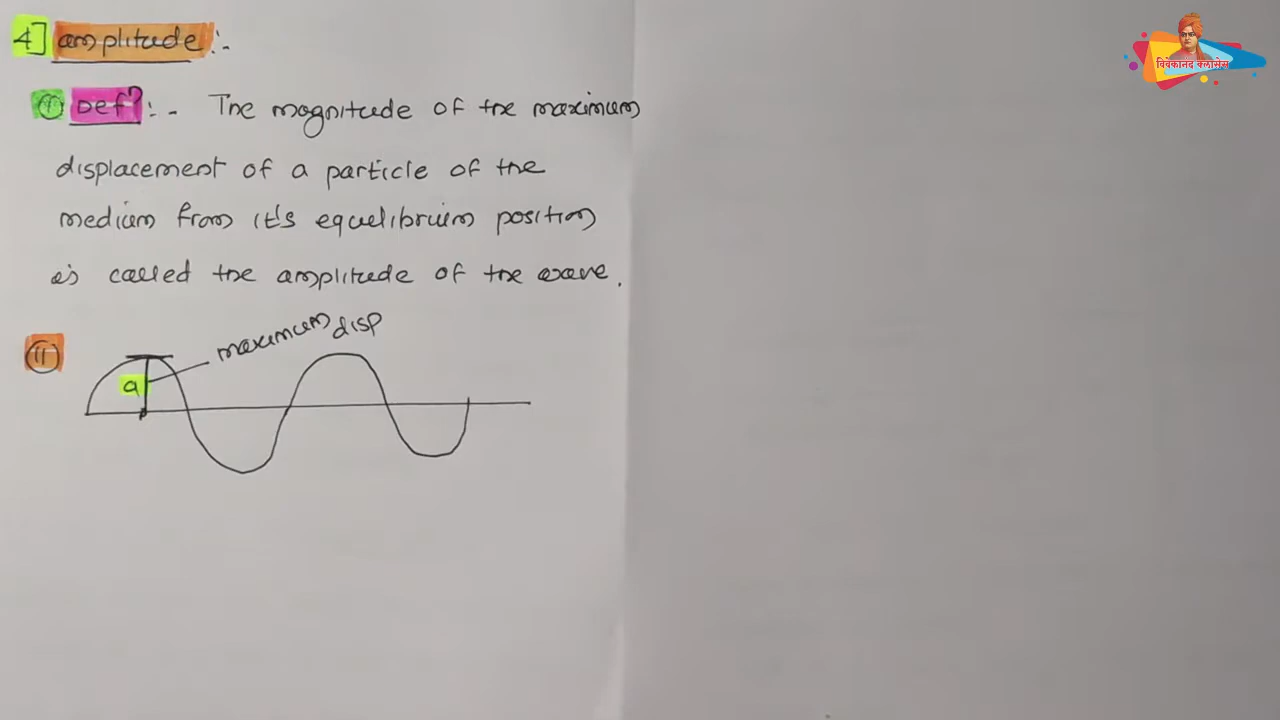 4] amplitude :-
i) Defⁿ :- The magnitude of the maximum
displacement of a particle of the
medium from it's equilibrium position
is called the amplitude of the wave.
ii)
maximum disp
a
विवेकानंद क्लासेस